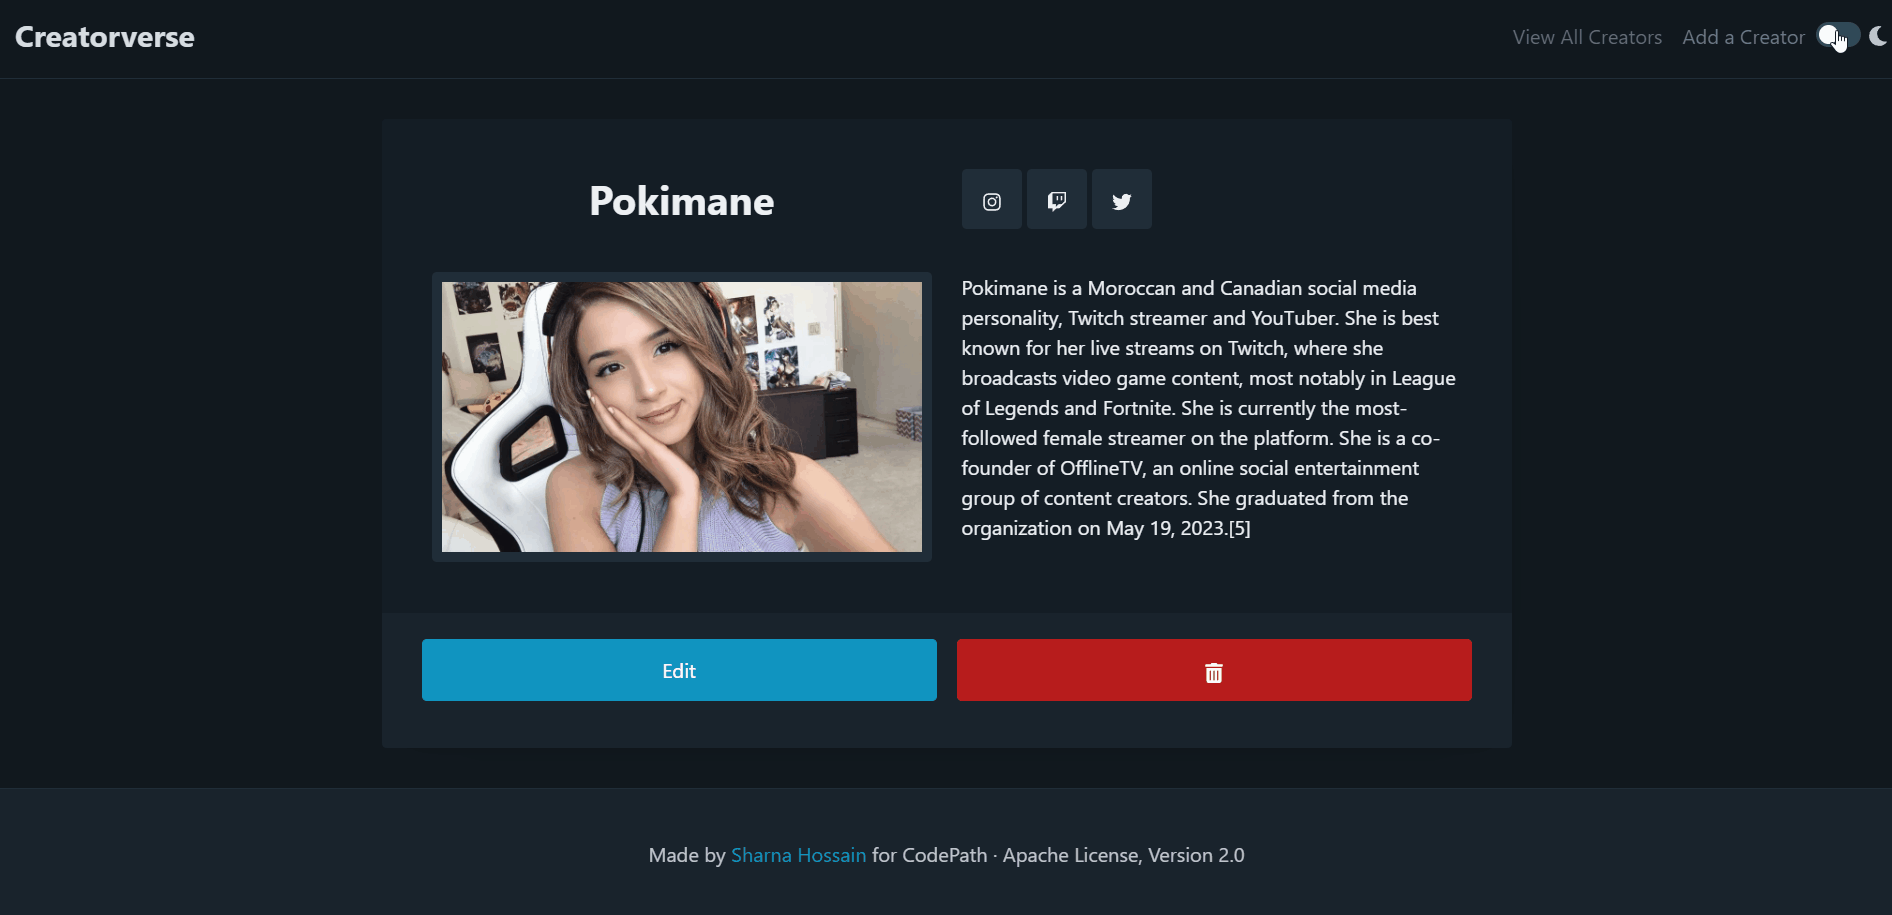 Creatorverse
View All Creators
Add a Creator
Pokimane
Pokimane is a Moroccan and Canadian social media
personality, Twitch streamer and YouTuber. She is best
known for her live streams on Twitch, where she
broadcasts video game content, most notably in League
of Legends and Fortnite. She is currently the most-
followed female streamer on the platform. She is a co-
founder of OfflineTV, an online social entertainment
group of content creators. She graduated from the
organization on May 19, 2023.[5]
Edit
Made by Sharna Hossain for CodePath · Apache License, Version 2.0